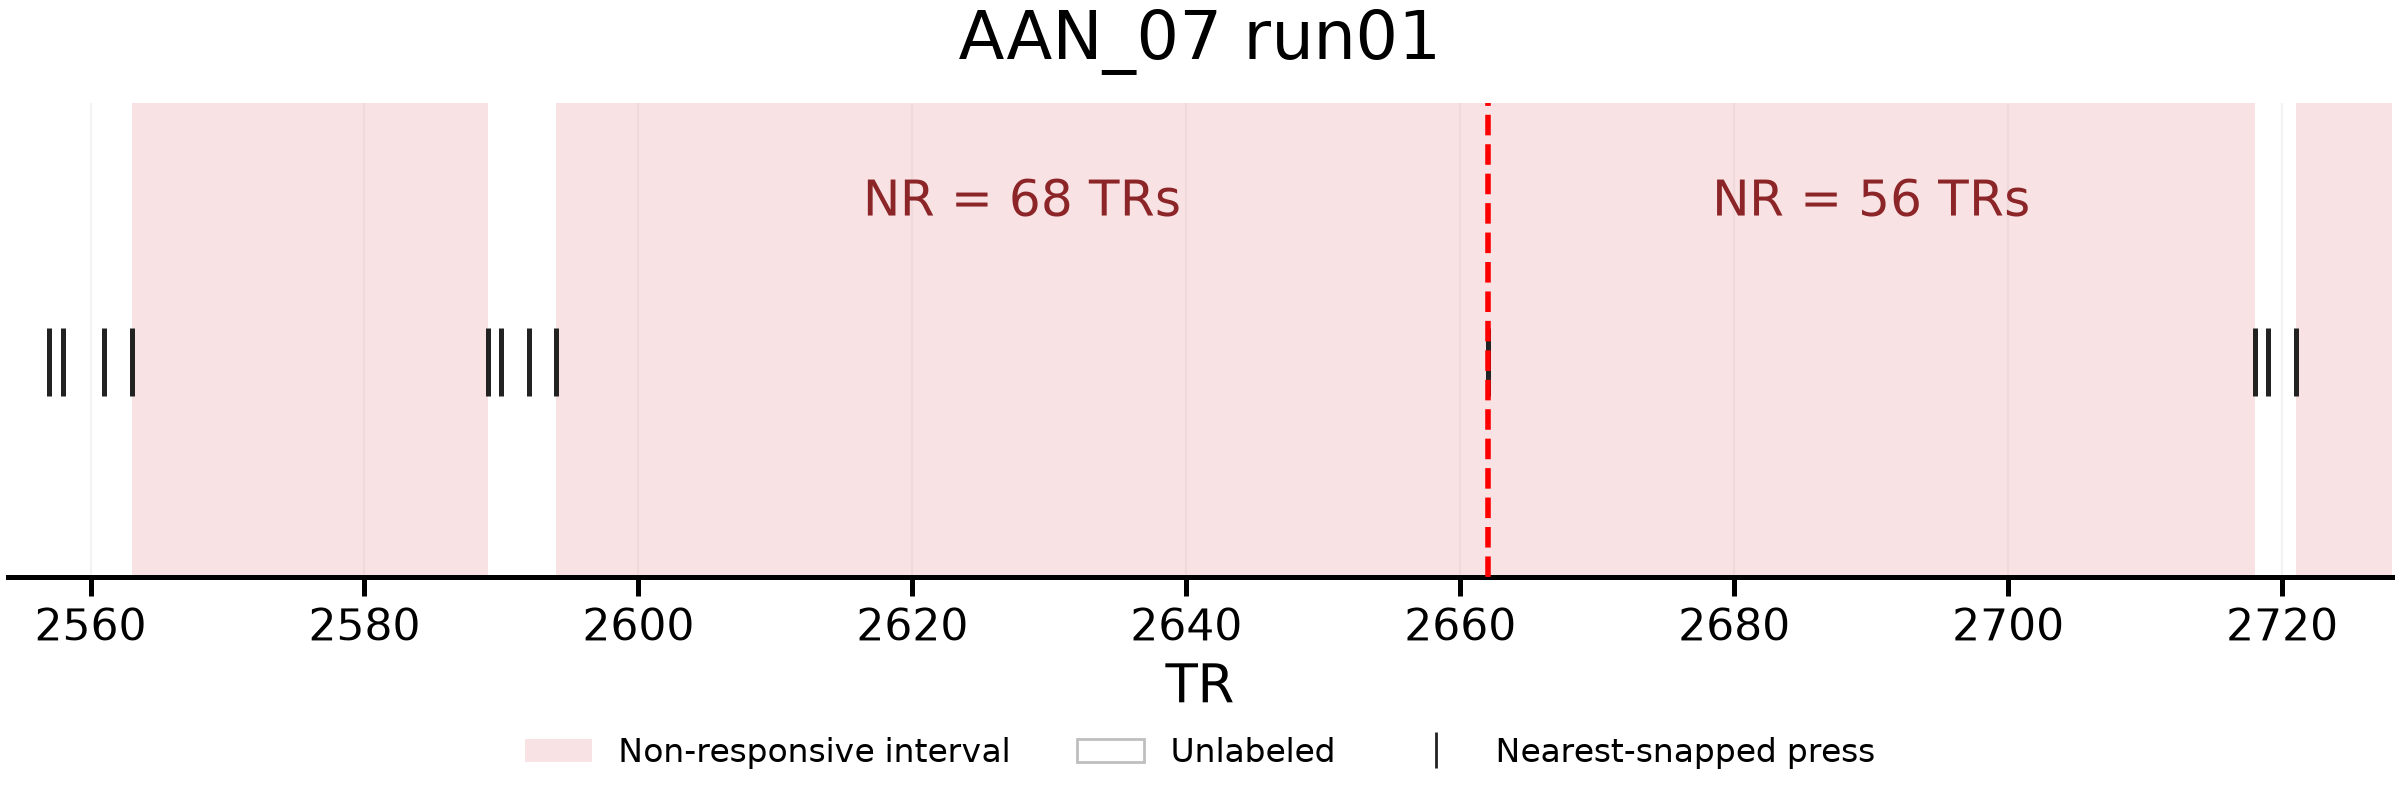 AAN_07 run01
NR = 68 TRs
NR = 56 TRs
2560 2580 2600 2620 2640 2660 2680 2700 2720
TR
Non-responsive interval
Unlabeled
Nearest-snapped press